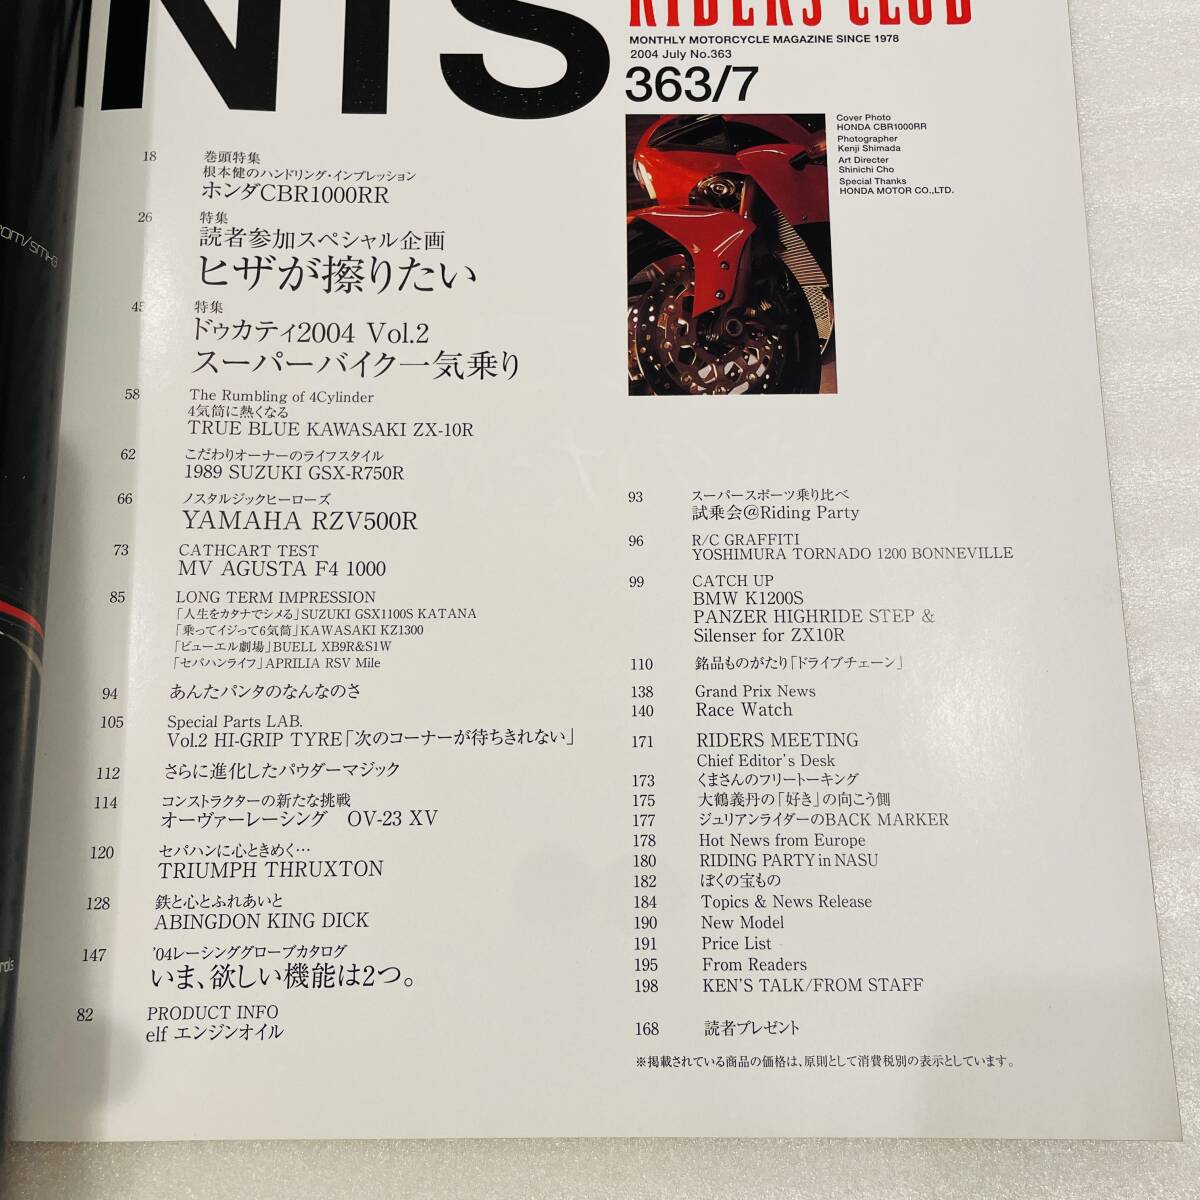 NTS
RIDERS CLUB
MONTHLY MOTORCYCLE MAGAZINE SINCE 1978
2004 July No.363
363/7
Cover Photo
HONDA CBR1000RR
Photographer
Kenji Shimada
Art Directer
Shinichi Cho
Special Thanks
HONDA MOTOR CO.,LTD.
18 巻頭特集
根本健のハンドリング・インプレッション
ホンダCBR1000RR
26 特集
読者参加スペシャル企画
ヒザが擦りたい
45 特集
ドゥカティ2004 Vol.2
スーパーバイク一気乗り
58 The Rumbling of 4Cylinder
4気筒に熱くなる
TRUE BLUE KAWASAKI ZX-10R
62 こだわりオーナーのライフスタイル
1989 SUZUKI GSX-R750R
66 ノスタルジックヒーローズ
YAMAHA RZV500R
73 CATHCART TEST
MV AGUSTA F4 1000
85 LONG TERM IMPRESSION
「人生をカタナでシメる」SUZUKI GSX1100S KATANA
「乗ってイジって6気筒」KAWASAKI KZ1300
「ビューエル劇場」BUELL XB9R&S1W
「セパハンライフ」APRILIA RSV Mile
94 あんたパンタのなんなのさ
105 Special Parts LAB.
Vol.2 HI-GRIP TYRE「次のコーナーが待ちきれない」
112 さらに進化したパウダーマジック
114 コンストラクターの新たな挑戦
オーヴァーレーシング OV-23 XV
120 セパハンに心ときめく…
TRIUMPH THRUXTON
128 鉄と心とふれあいと
ABINGDON KING DICK
147 '04レーシンググローブカタログ
いま、欲しい機能は2つ。
82 PRODUCT INFO
elf エンジンオイル
93 スーパースポーツ乗り比べ
試乗会@Riding Party
96 R/C GRAFFITI
YOSHIMURA TORNADO 1200 BONNEVILLE
99 CATCH UP
BMW K1200S
PANZER HIGHRIDE STEP &
Silenser for ZX10R
110 銘品ものがたり「ドライブチェーン」
138 Grand Prix News
140 Race Watch
171 RIDERS MEETING
Chief Editor's Desk
173 くまさんのフリートーキング
175 大鶴義丹の「好き」の向こう側
177 ジュリアンライダーのBACK MARKER
178 Hot News from Europe
180 RIDING PARTY in NASU
182 ぼくの宝もの
184 Topics & News Release
190 New Model
191 Price List
195 From Readers
198 KEN'S TALK/FROM STAFF
168 読者プレゼント
※掲載されている商品の価格は、原則として消費税別の表示としています。